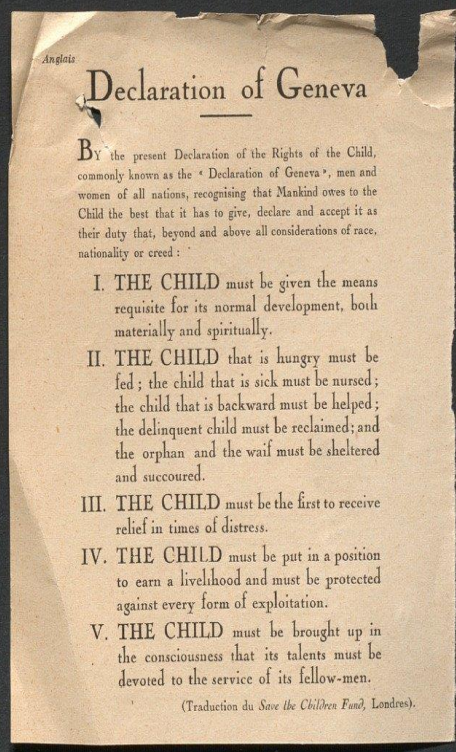 Anglais
Declaration of Geneva
By the present Declaration of the Rights of the Child,
commonly known as the « Declaration of Geneva », men and
women of all nations, recognising that Mankind owes to the
Child the best that it has to give, declare and accept it as
their duty that, beyond and above all considerations of race,
nationality or creed :
I. THE CHILD must be given the means
requisite for its normal development, both
materially and spiritually.
II. THE CHILD that is hungry must be
fed ; the child that is sick must be nursed ;
the child that is backward must be helped ;
the delinquent child must be reclaimed ; and
the orphan and the waif must be sheltered
and succoured.
III. THE CHILD must be the first to receive
relief in times of distress.
IV. THE CHILD must be put in a position
to earn a livelihood and must be protected
against every form of exploitation.
V. THE CHILD must be brought up in
the consciousness that its talents must be
devoted to the service of its fellow-men.
(Traduction du Save the Children Fund, Londres).